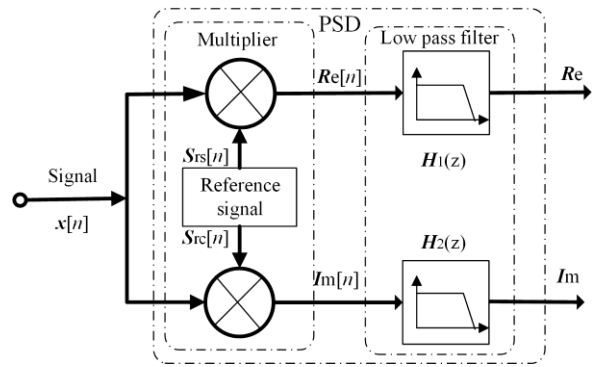 PSD
Multiplier
Low pass filter
Re[n]
Re
Srs[n]
H1(z)
Signal
Reference
signal
x[n]
Src[n]
H2(z)
Im[n]
Im